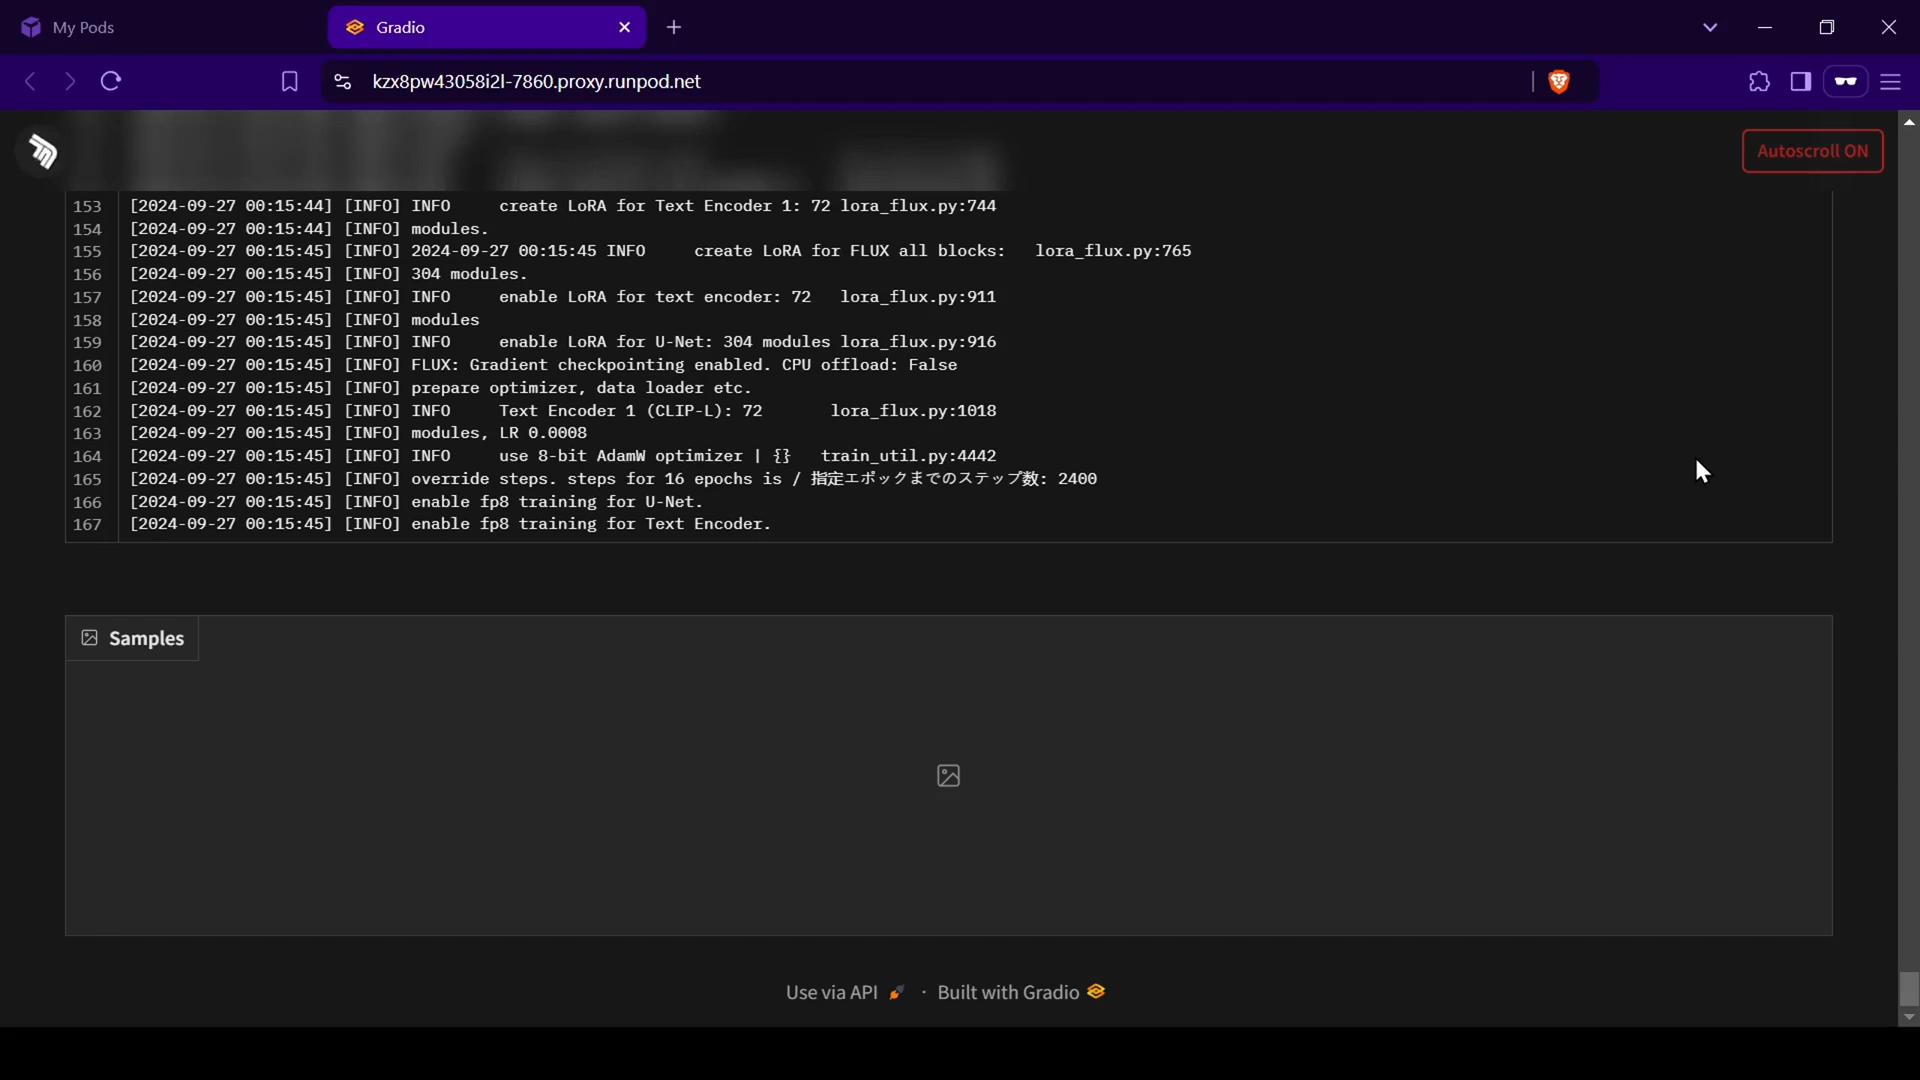 My Pods
Gradio
kzx8pw43058i2l-7860.proxy.runpod.net
Autoscroll ON
153 [2024-09-27 00:15:44] [INFO] INFO create LoRA for Text Encoder 1: 72 lora_flux.py:744
154 [2024-09-27 00:15:44] [INFO] modules.
155 [2024-09-27 00:15:45] [INFO] 2024-09-27 00:15:45 INFO create LoRA for FLUX all blocks: lora_flux.py:765
156 [2024-09-27 00:15:45] [INFO] 304 modules.
157 [2024-09-27 00:15:45] [INFO] INFO enable LoRA for text encoder: 72 lora_flux.py:911
158 [2024-09-27 00:15:45] [INFO] modules
159 [2024-09-27 00:15:45] [INFO] INFO enable LoRA for U-Net: 304 modules lora_flux.py:916
160 [2024-09-27 00:15:45] [INFO] FLUX: Gradient checkpointing enabled. CPU offload: False
161 [2024-09-27 00:15:45] [INFO] prepare optimizer, data loader etc.
162 [2024-09-27 00:15:45] [INFO] INFO Text Encoder 1 (CLIP-L): 72 lora_flux.py:1018
163 [2024-09-27 00:15:45] [INFO] modules, LR 0.0008
164 [2024-09-27 00:15:45] [INFO] INFO use 8-bit AdamW optimizer | {} train_util.py:4442
165 [2024-09-27 00:15:45] [INFO] override steps. steps for 16 epochs is / 指定エポックまでのステップ数: 2400
166 [2024-09-27 00:15:45] [INFO] enable fp8 training for U-Net.
167 [2024-09-27 00:15:45] [INFO] enable fp8 training for Text Encoder.
Samples
Use via API · Built with Gradio